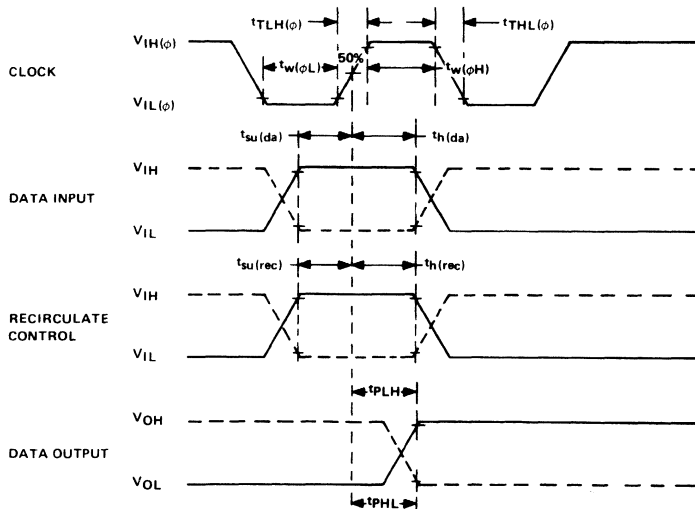 tTLH(ϕ)
tTHL(ϕ)
CLOCK
VIH(ϕ)
50%
tw(ϕL)
tw(ϕH)
VIL(ϕ)
tsu(da)
th(da)
DATA INPUT
VIH
VIL
tsu(rec)
th(rec)
RECIRCULATE
CONTROL
VIH
VIL
tPLH
DATA OUTPUT
VOH
VOL
tPHL